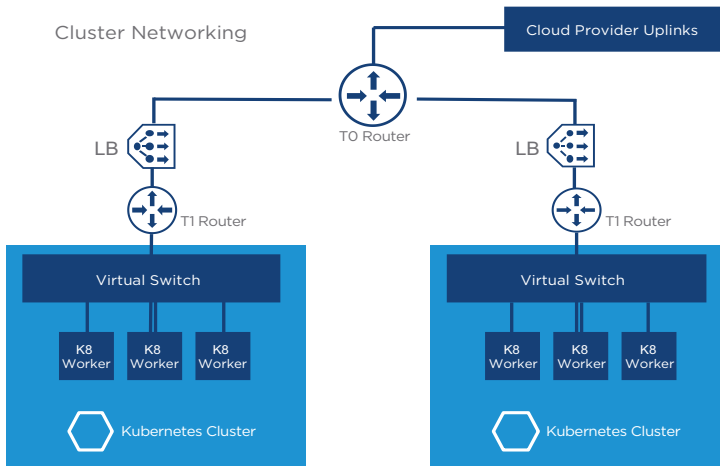 Cluster Networking
Cloud Provider Uplinks
T0 Router
LB
LB
T1 Router
T1 Router
Virtual Switch
Virtual Switch
K8
Worker
K8
Worker
K8
Worker
K8
Worker
K8
Worker
K8
Worker
Kubernetes Cluster
Kubernetes Cluster